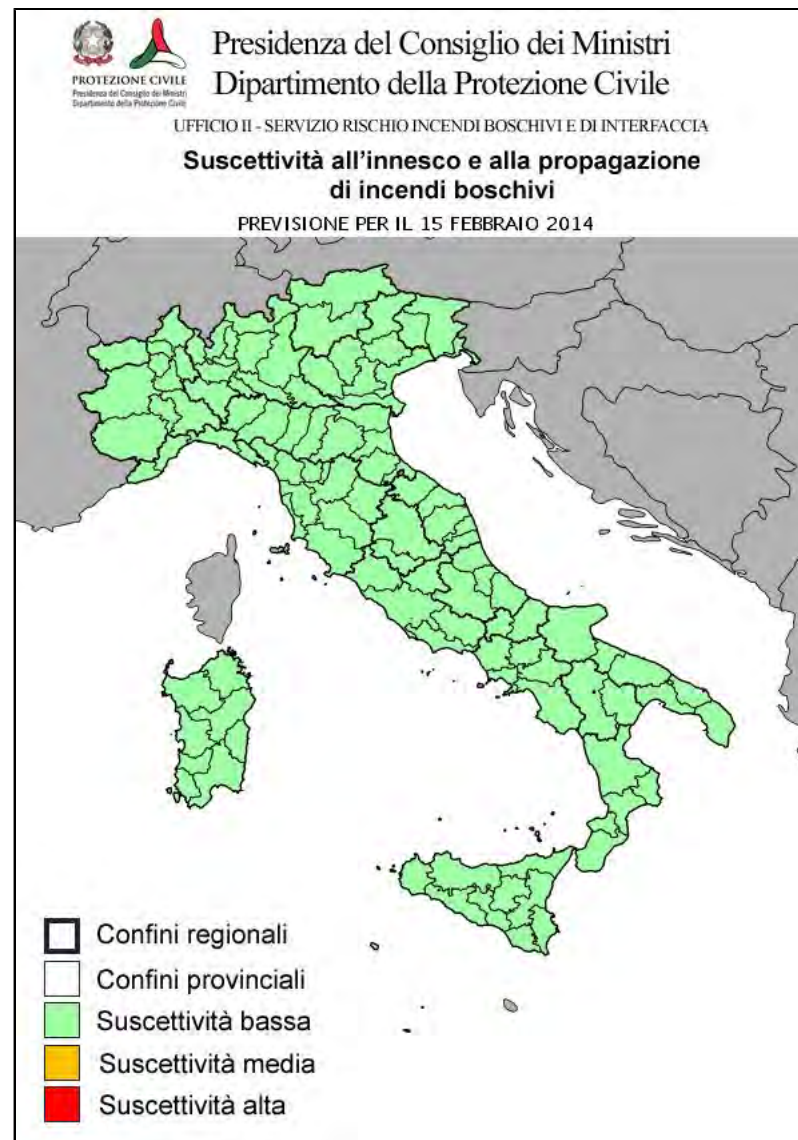 Presidenza del Consiglio dei Ministri
Dipartimento della Protezione Civile
PROTEZIONE CIVILE
Presidenza del Consiglio dei Ministri
Dipartimento della Protezione Civile
UFFICIO II - SERVIZIO RISCHIO INCENDI BOSCHIVI E DI INTERFACCIA
Suscettività all'innesco e alla propagazione
di incendi boschivi
PREVISIONE PER IL 15 FEBBRAIO 2014
Confini regionali
Confini provinciali
Suscettività bassa
Suscettività media
Suscettività alta